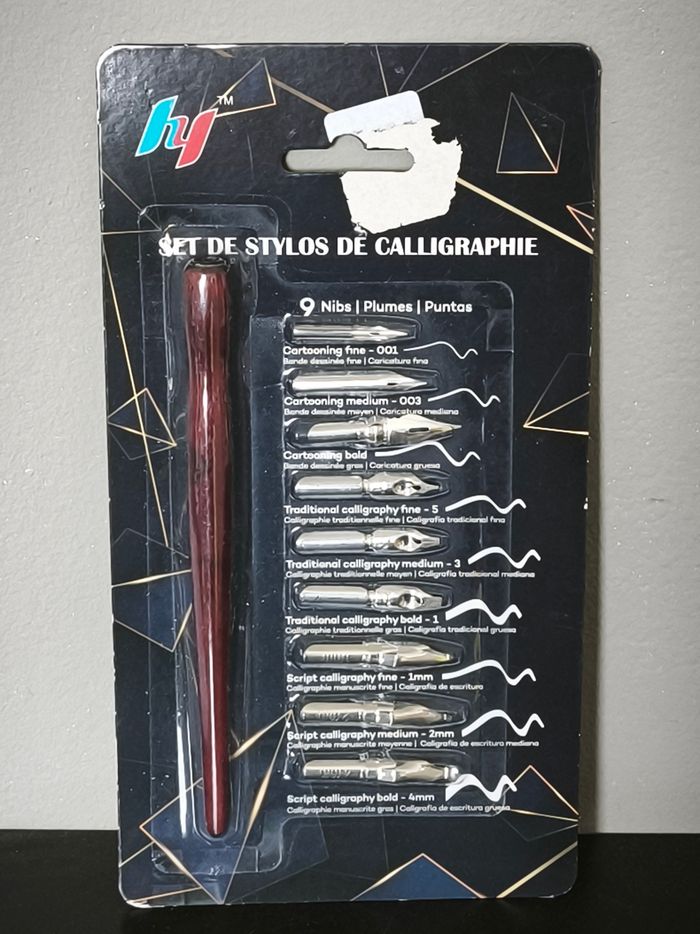 hy™
SET DE STYLOS DE CALLIGRAPHIE
9 Nibs | Plumes | Puntas
Cartooning fine - 001
Bande dessinée fine | Caricatura fina
Cartooning medium - 003
Bande dessinée moyen | Caricatura mediana
Cartooning bold
Bande dessinée gras | Caricatura gruesa
Traditional calligraphy fine - 5
Calligraphie traditionnelle fine | Caligrafía tradicional fina
Traditional calligraphy medium - 3
Calligraphie traditionnelle moyen | Caligrafía tradicional mediana
Traditional calligraphy bold - 1
Calligraphie traditionnelle gras | Caligrafía tradicional gruesa
Script calligraphy fine - 1mm
Calligraphie manuscrite fine | Caligrafía de escritura
Script calligraphy medium - 2mm
Calligraphie manuscrite moyenne | Caligrafía de escritura mediana
Script calligraphy bold - 4mm
Calligraphie manuscrite gras | Caligrafía de escritura gruesa